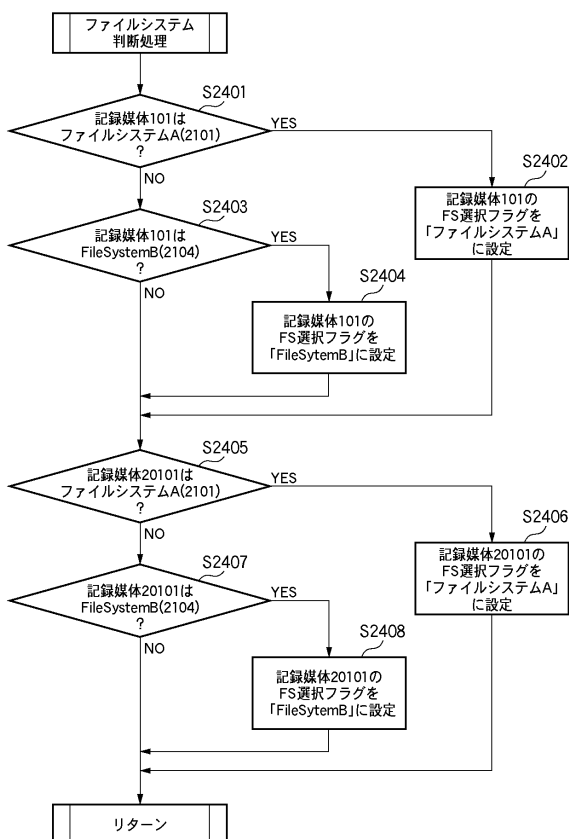 ファイルシステム
判断処理
S2401
記録媒体101は
ファイルシステムA(2101)
?
YES
NO
S2402
記録媒体101の
FS選択フラグを
「ファイルシステムA」
に設定
S2403
記録媒体101は
FileSystemB(2104)
?
YES
NO
S2404
記録媒体101の
FS選択フラグを
「FileSytemB」に設定
S2405
記録媒体20101は
ファイルシステムA(2101)
?
YES
NO
S2406
記録媒体20101の
FS選択フラグを
「ファイルシステムA」
に設定
S2407
記録媒体20101は
FileSystemB(2104)
?
YES
NO
S2408
記録媒体20101の
FS選択フラグを
「FileSytemB」に設定
リターン